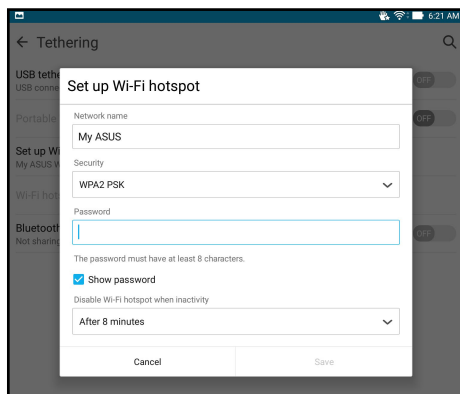 6:21 AM
Tethering
USB tethe
USB conne
OFF
Portable
OFF
Set up Wi
My ASUS W
Wi-Fi hot
Bluetooth
Not sharing
OFF
Set up Wi-Fi hotspot
Network name
My ASUS
Security
WPA2 PSK
Password
The password must have at least 8 characters.
Show password
Disable Wi-Fi hotspot when inactivity
After 8 minutes
Cancel
Save